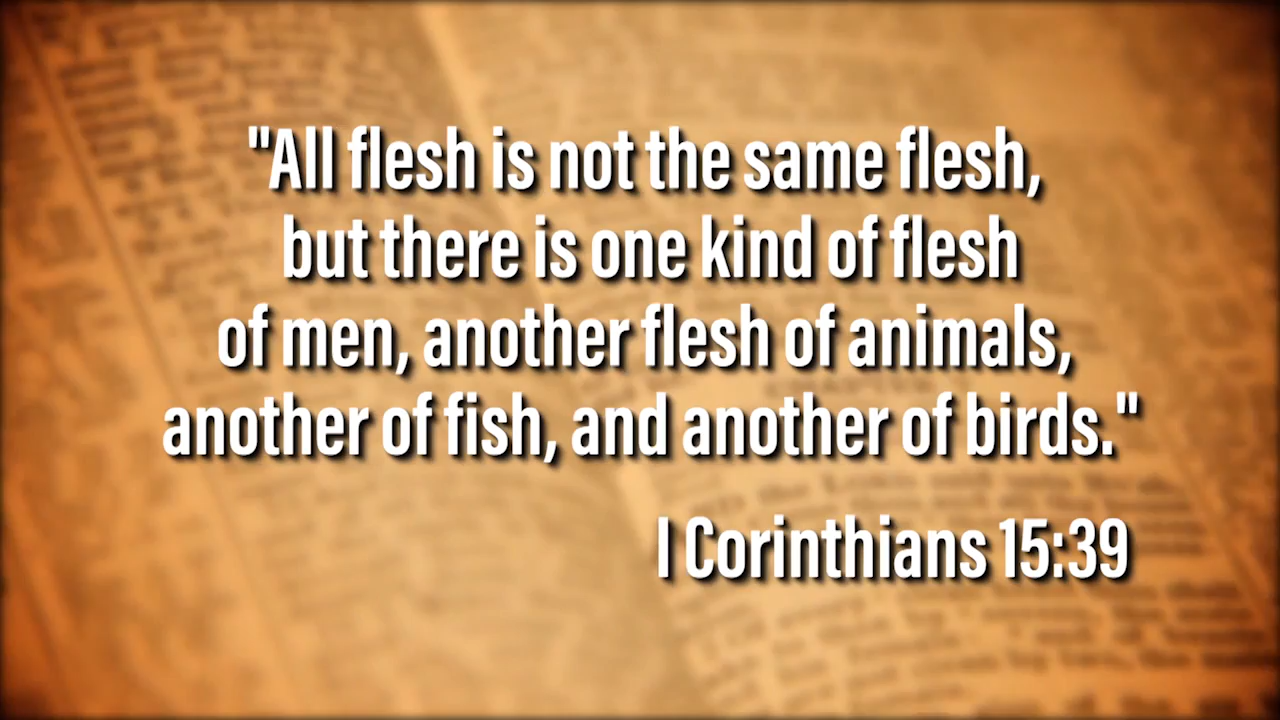 "All flesh is not the same flesh,
but there is one kind of flesh
of men, another flesh of animals,
another of fish, and another of birds."
I Corinthians 15:39